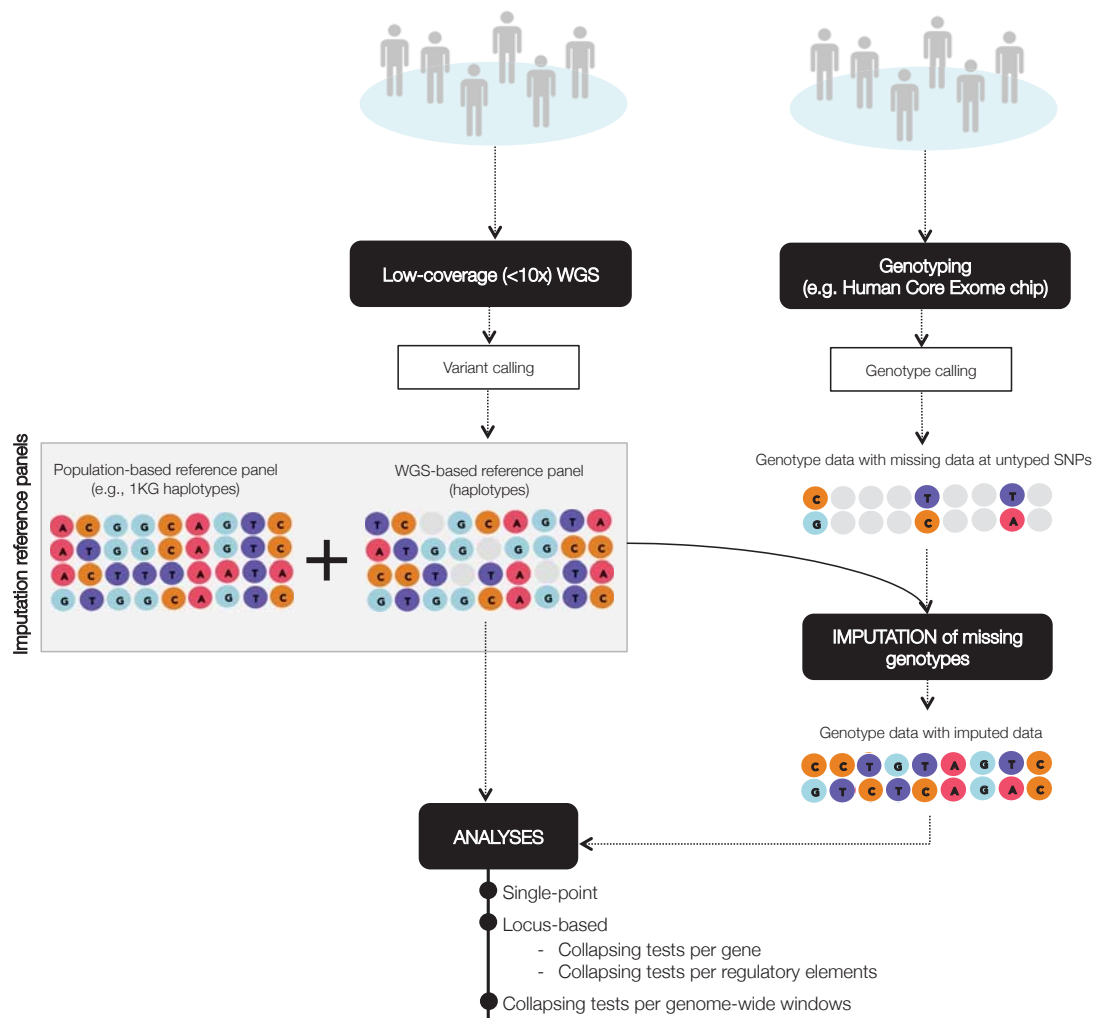 Low-coverage (<10x) WGS
Genotyping
(e.g. Human Core Exome chip)
Variant calling
Genotype calling
Imputation reference panels
Population-based reference panel
(e.g., 1KG haplotypes)
A C G G C A G T C
A T G G C A G T C
A C T T T A A T A
G T G G C A G T C
+
WGS-based reference panel
(haplotypes)
T C G C A G T A
A T G G G G C C
C C T T A T A
G T G G C A G T C
Genotype data with missing data at untyped SNPs
C T T
G C A
IMPUTATION of missing
genotypes
Genotype data with imputed data
C C T G T A G T C
G T C T C A G A C
ANALYSES
Single-point
Locus-based
- Collapsing tests per gene
- Collapsing tests per regulatory elements
Collapsing tests per genome-wide windows